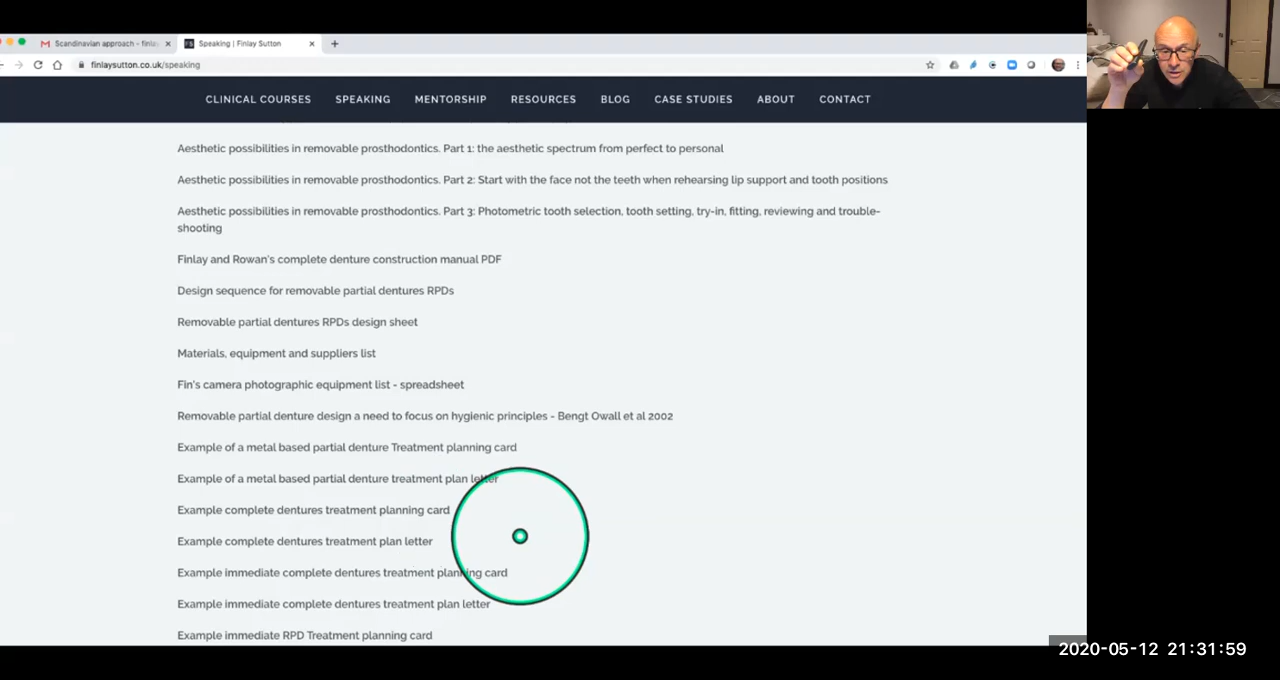 Scandinavian approach - finla
Speaking | Finlay Sutton
finlaysutton.co.uk/speaking
CLINICAL COURSES SPEAKING MENTORSHIP RESOURCES BLOG CASE STUDIES ABOUT CONTACT
Aesthetic possibilities in removable prosthodontics. Part 1: the aesthetic spectrum from perfect to personal
Aesthetic possibilities in removable prosthodontics. Part 2: Start with the face not the teeth when rehearsing lip support and tooth positions
Aesthetic possibilities in removable prosthodontics. Part 3: Photometric tooth selection, tooth setting, try-in, fitting, reviewing and trouble-
shooting
Finlay and Rowan's complete denture construction manual PDF
Design sequence for removable partial dentures RPDs
Removable partial dentures RPDs design sheet
Materials, equipment and suppliers list
Fin's camera photographic equipment list - spreadsheet
Removable partial denture design a need to focus on hygienic principles - Bengt Owall et al 2002
Example of a metal based partial denture Treatment planning card
Example of a metal based partial denture treatment plan letter
Example complete dentures treatment planning card
Example complete dentures treatment plan letter
Example immediate complete dentures treatment planning card
Example immediate complete dentures treatment plan letter
Example immediate RPD Treatment planning card
2020-05-12 21:31:59